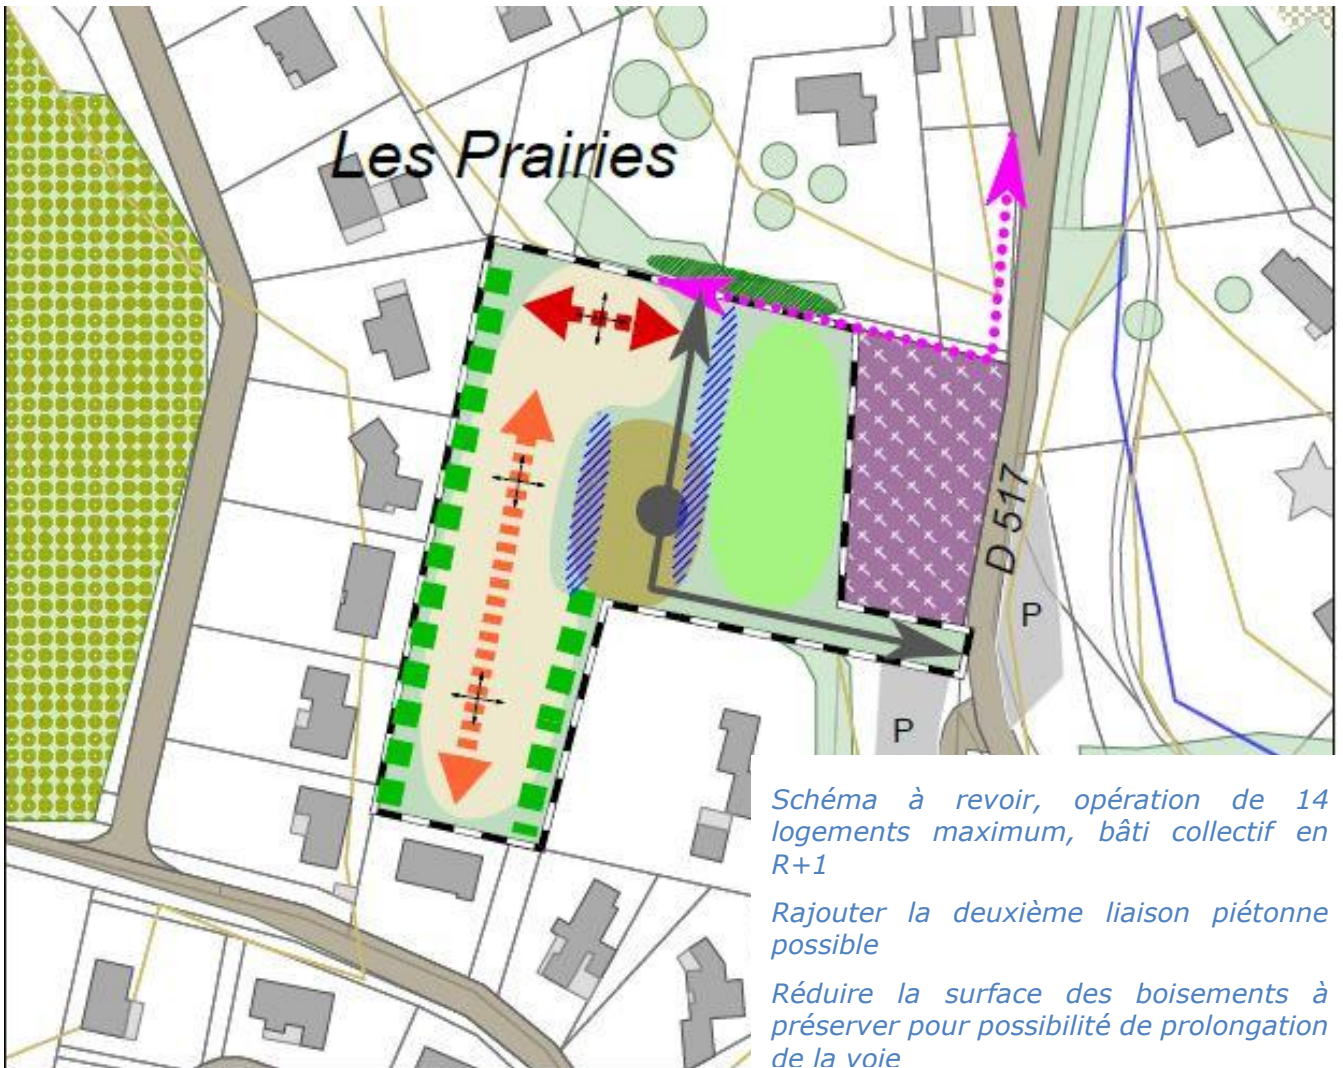 Les Prairies
D 517
P
P
Schéma à revoir, opération de 14
logements maximum, bâti collectif en
R+1
Rajouter la deuxième liaison piétonne
possible
Réduire la surface des boisements à
préserver pour possibilité de prolongation
de la voie